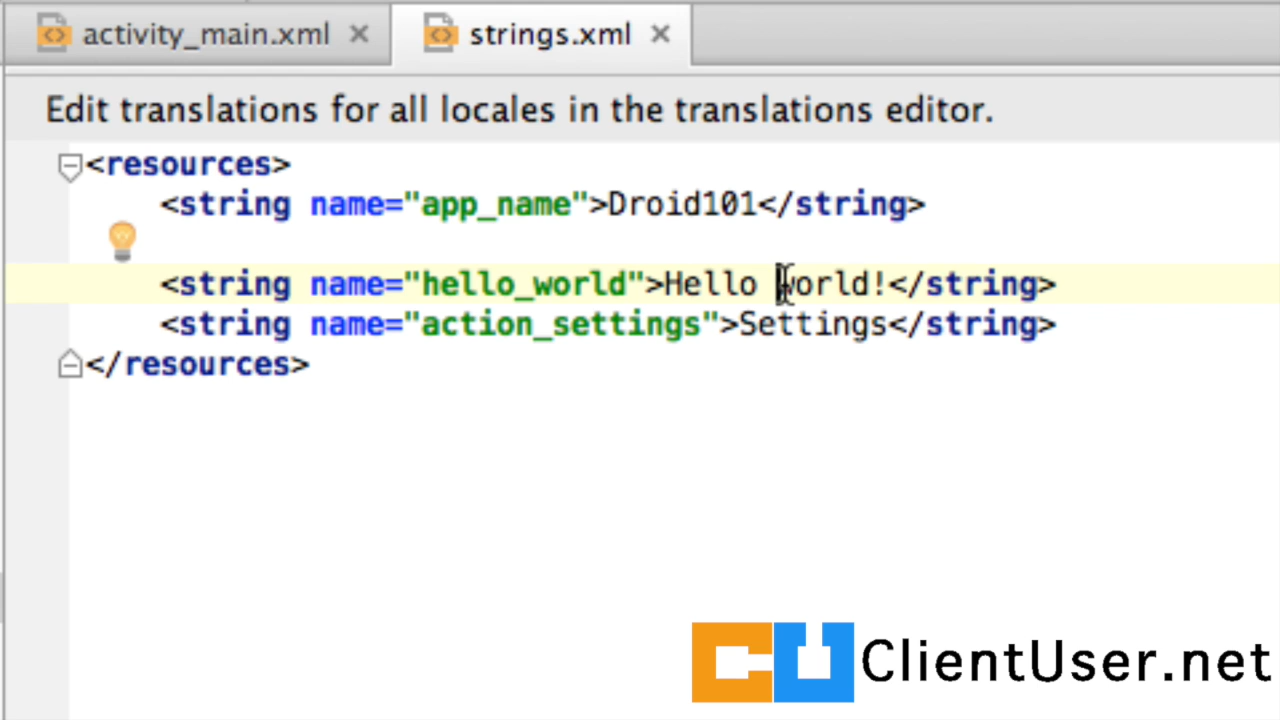 activity_main.xml
strings.xml
Edit translations for all locales in the translations editor.
<resources>
<string name="app_name">Droid101</string>
<string name="hello_world">Hello world!</string>
<string name="action_settings">Settings</string>
</resources>
CU ClientUser.net